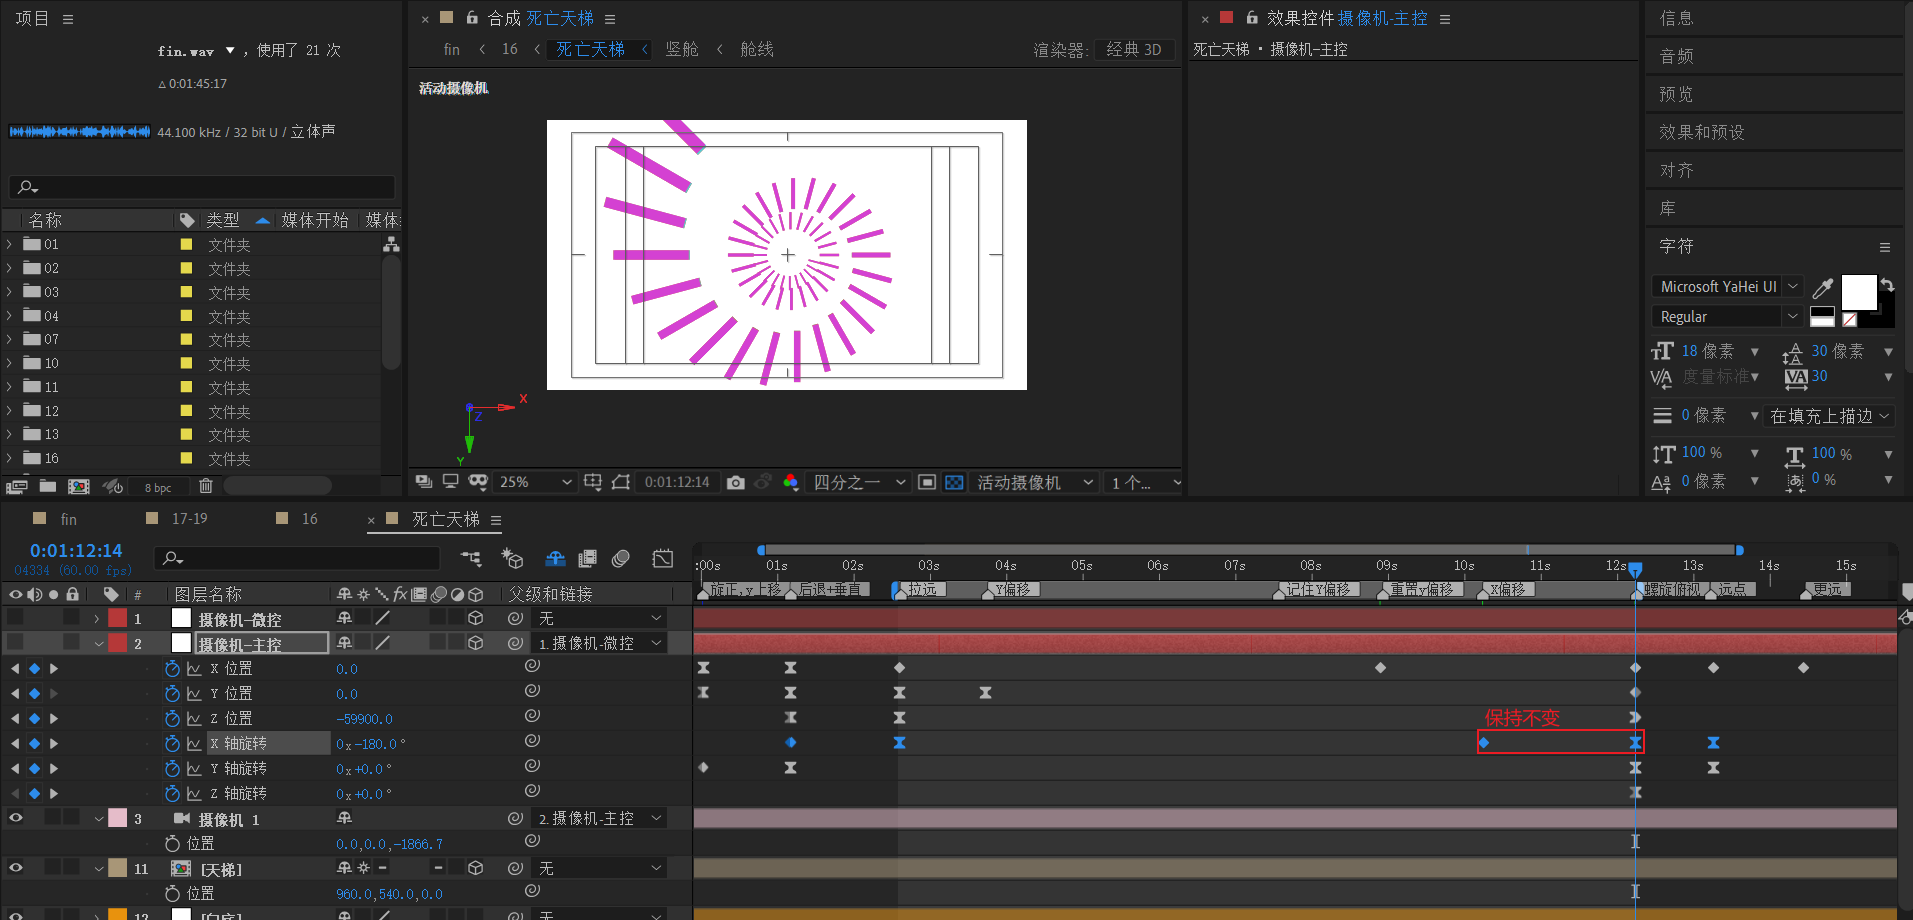 项目
fin.wav ▼ , 使用了 21 次
△ 0:01:45:17
44.100 kHz / 32 bit U / 立体声
名称 类型 媒体开始
01 文件夹
02 文件夹
03 文件夹
04 文件夹
07 文件夹
10 文件夹
11 文件夹
12 文件夹
13 文件夹
16 文件夹
8 bpc
× 合成 死亡天梯
fin < 16 < 死亡天梯 < 竖舱 < 舱线
渲染器: 经典 3D
活动摄像机
X
Z
Y
25% 0:01:12:14 四分之一 活动摄像机 1 个...
× 效果控件 摄像机-主控
死亡天梯 · 摄像机-主控
信息
音频
预览
效果和预设
对齐
库
字符
Microsoft YaHei UI
Regular
18 像素 30 像素
度量标准 30
0 像素 在填充上描边
100 % 100 %
0 像素 0 %
fin 17-19 16 × 死亡天梯
0:01:12:14
04334 (60.00 fps)
:00s 01s 02s 03s 04s 05s 06s 07s 08s 09s 10s 11s 12s 13s 14s 15s
# 图层名称 父级和链接
旋正,y上移 后退+垂直 拉远 Y偏移 记住Y偏移 重置y偏移 X偏移 螺旋俯视 远点 更远
1 摄像机-微控 无
2 摄像机-主控 1. 摄像机-微控
X 位置 0.0
Y 位置 0.0
Z 位置 -59900.0
保持不变
X 轴旋转 0x-180.0°
Y 轴旋转 0x+0.0°
Z 轴旋转 0x+0.0°
3 摄像机 1 2. 摄像机-主控
位置 0.0,0.0,-1866.7
11 [天梯] 无
位置 960.0,540.0,0.0
12 无